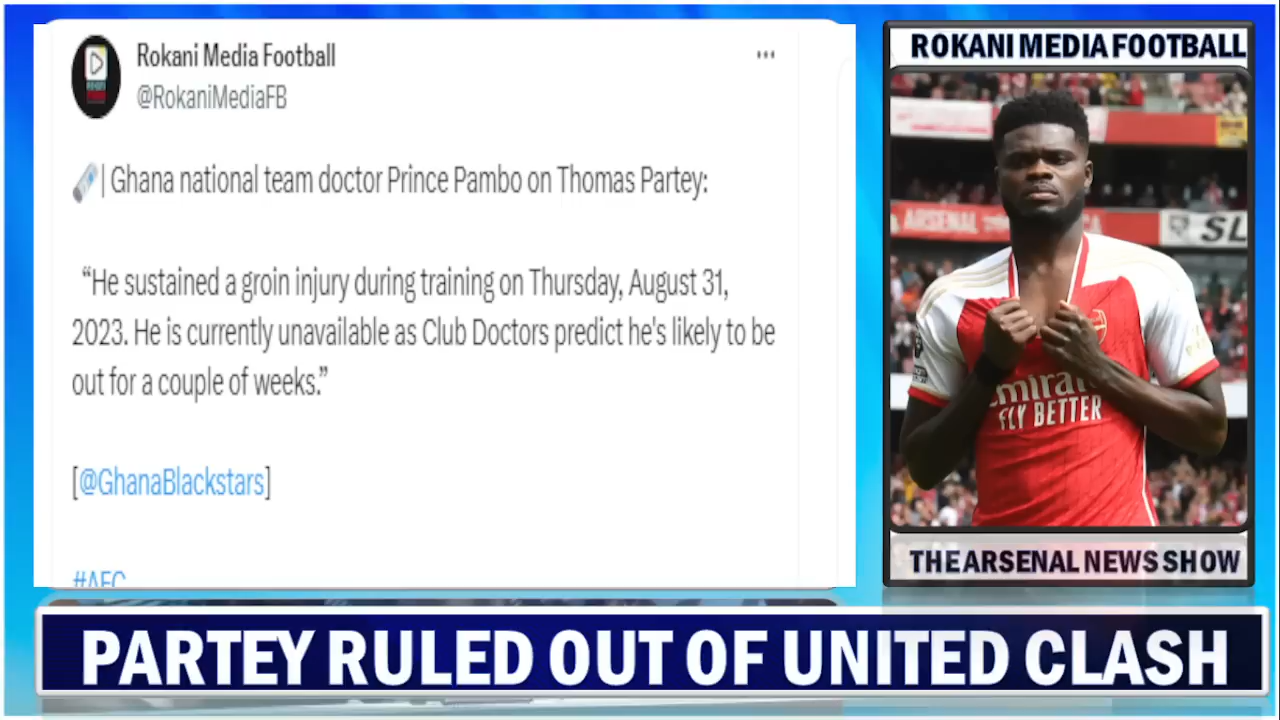 Rokani Media Football
@RokaniMediaFB
| Ghana national team doctor Prince Pambo on Thomas Partey:
“He sustained a groin injury during training on Thursday, August 31,
2023. He is currently unavailable as Club Doctors predict he's likely to be
out for a couple of weeks.”
[@GhanaBlackstars]
#AFC
ROKANI MEDIA FOOTBALL
ARSENAL
SL
Emirates
FLY BETTER
THE ARSENAL NEWS SHOW
PARTEY RULED OUT OF UNITED CLASH